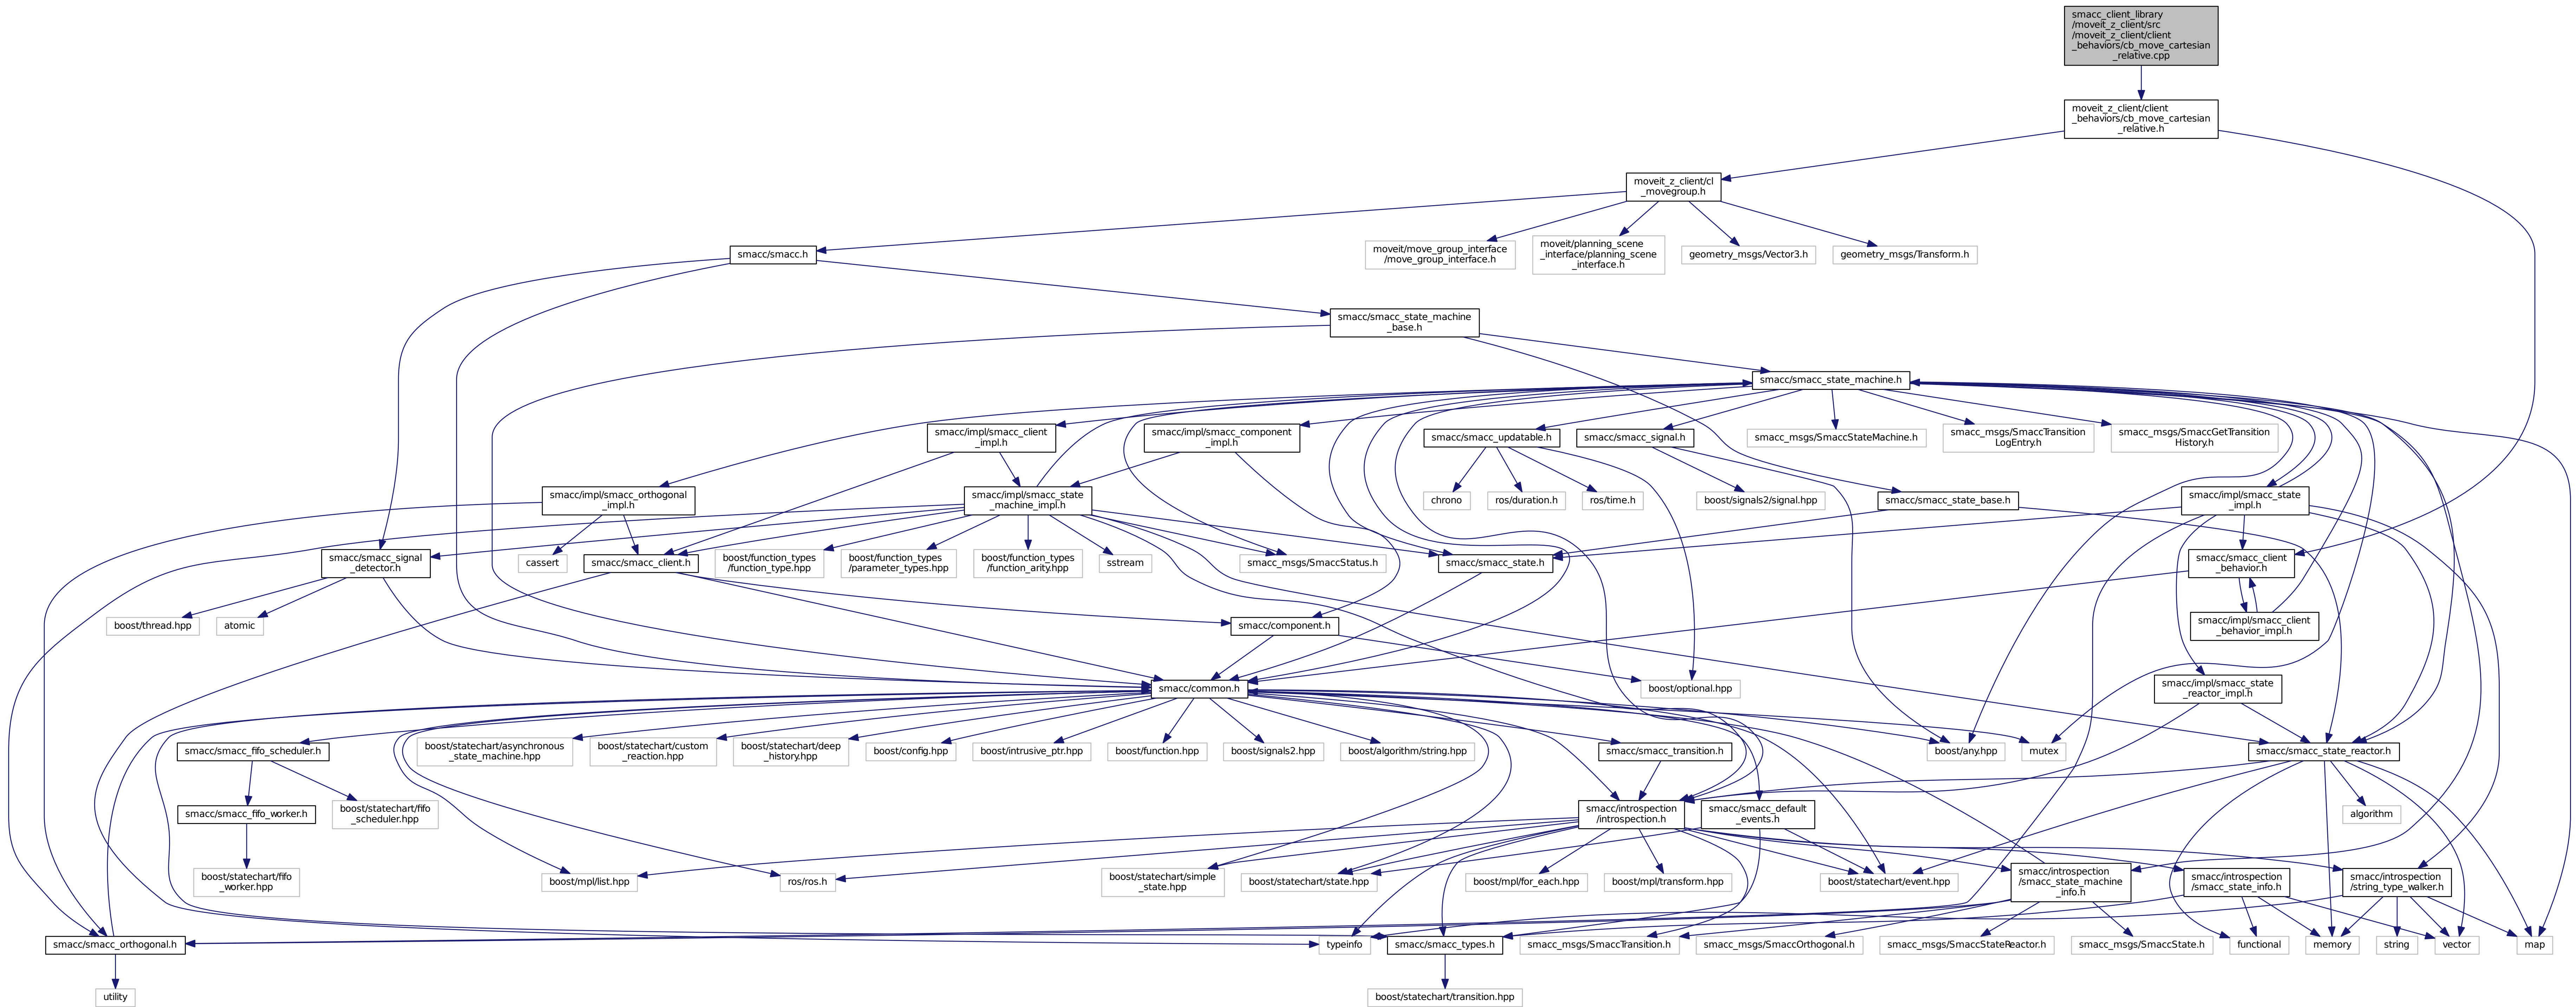 smacc_client_library
/moveit_z_client/src
/moveit_z_client/client
_behaviors/cb_move_cartesian
_relative.cpp
moveit_z_client/client
_behaviors/cb_move_cartesian
_relative.h
moveit_z_client/cl
_movegroup.h
smacc/smacc.h
moveit/move_group_interface
/move_group_interface.h
moveit/planning_scene
_interface/planning_scene
_interface.h
geometry_msgs/Vector3.h
geometry_msgs/Transform.h
smacc/smacc_state_machine
_base.h
smacc/smacc_state_machine.h
smacc/impl/smacc_client
_impl.h
smacc/impl/smacc_component
_impl.h
smacc/smacc_updatable.h
smacc/smacc_signal.h
smacc_msgs/SmaccStateMachine.h
smacc_msgs/SmaccTransition
LogEntry.h
smacc_msgs/SmaccGetTransition
History.h
smacc/impl/smacc_orthogonal
_impl.h
smacc/impl/smacc_state
_machine_impl.h
chrono
ros/duration.h
ros/time.h
boost/signals2/signal.hpp
smacc/smacc_state_base.h
smacc/impl/smacc_state
_impl.h
smacc/smacc_signal
_detector.h
cassert
smacc/smacc_client.h
boost/function_types
/function_type.hpp
boost/function_types
/parameter_types.hpp
boost/function_types
/function_arity.hpp
sstream
smacc_msgs/SmaccStatus.h
smacc/smacc_state.h
smacc/smacc_client
_behavior.h
boost/thread.hpp
atomic
smacc/component.h
smacc/impl/smacc_client
_behavior_impl.h
smacc/common.h
boost/optional.hpp
smacc/impl/smacc_state
_reactor_impl.h
smacc/smacc_fifo_scheduler.h
boost/statechart/asynchronous
_state_machine.hpp
boost/statechart/custom
_reaction.hpp
boost/statechart/deep
_history.hpp
boost/config.hpp
boost/intrusive_ptr.hpp
boost/function.hpp
boost/signals2.hpp
boost/algorithm/string.hpp
smacc/smacc_transition.h
boost/any.hpp
mutex
smacc/smacc_state_reactor.h
smacc/smacc_fifo_worker.h
boost/statechart/fifo
_scheduler.hpp
smacc/introspection
/introspection.h
smacc/smacc_default
_events.h
algorithm
boost/statechart/fifo
_worker.hpp
boost/mpl/list.hpp
ros/ros.h
boost/statechart/simple
_state.hpp
boost/statechart/state.hpp
boost/mpl/for_each.hpp
boost/mpl/transform.hpp
boost/statechart/event.hpp
smacc/introspection
/smacc_state_machine
_info.h
smacc/introspection
/smacc_state_info.h
smacc/introspection
/string_type_walker.h
smacc/smacc_orthogonal.h
typeinfo
smacc/smacc_types.h
smacc_msgs/SmaccTransition.h
smacc_msgs/SmaccOrthogonal.h
smacc_msgs/SmaccStateReactor.h
smacc_msgs/SmaccState.h
functional
memory
string
vector
map
utility
boost/statechart/transition.hpp